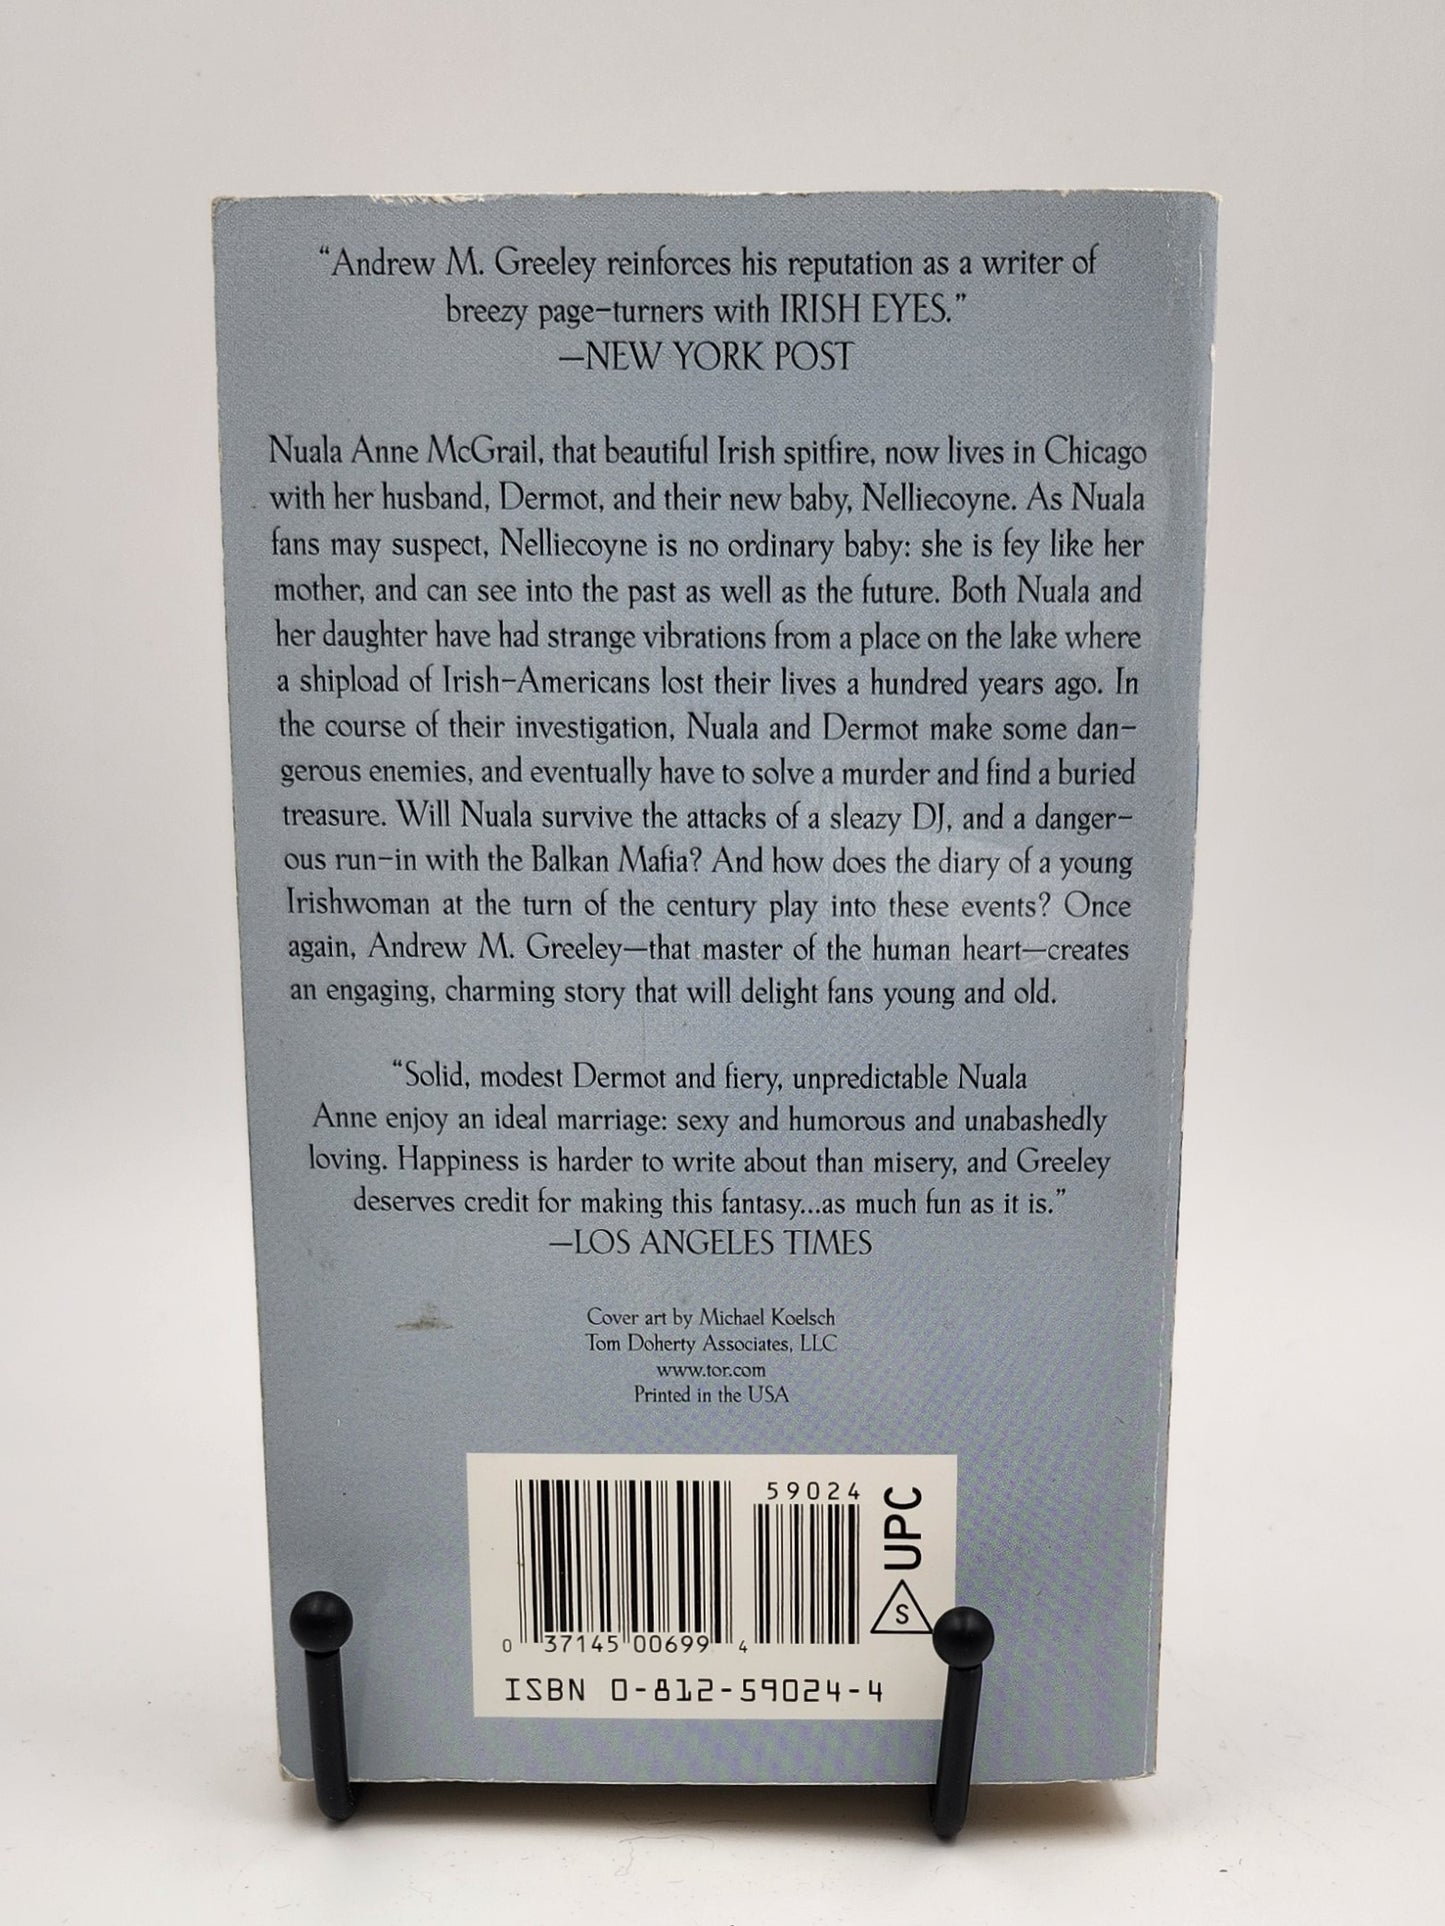 “Andrew M. Greeley reinforces his reputation as a writer of
breezy page-turners with IRISH EYES.”
—NEW YORK POST
Nuala Anne McGrail, that beautiful Irish spitfire, now lives in Chicago
with her husband, Dermot, and their new baby, Nelliecoyne. As Nuala
fans may suspect, Nelliecoyne is no ordinary baby: she is fey like her
mother, and can see into the past as well as the future. Both Nuala and
her daughter have had strange vibrations from a place on the lake where
a shipload of Irish-Americans lost their lives a hundred years ago. In
the course of their investigation, Nuala and Dermot make some dan-
gerous enemies, and eventually have to solve a murder and find a buried
treasure. Will Nuala survive the attacks of a sleazy DJ, and a danger-
ous run-in with the Balkan Mafia? And how does the diary of a young
Irishwoman at the turn of the century play into these events? Once
again, Andrew M. Greeley—that master of the human heart—creates
an engaging, charming story that will delight fans young and old.
“Solid, modest Dermot and fiery, unpredictable Nuala
Anne enjoy an ideal marriage: sexy and humorous and unabashedly
loving. Happiness is harder to write about than misery, and Greeley
deserves credit for making this fantasy...as much fun as it is.”
—LOS ANGELES TIMES
Cover art by Michael Koelsch
Tom Doherty Associates, LLC
www.tor.com
Printed in the USA
59024
UPC
S
0 37145 00699 4
ISBN 0-812-59024-4